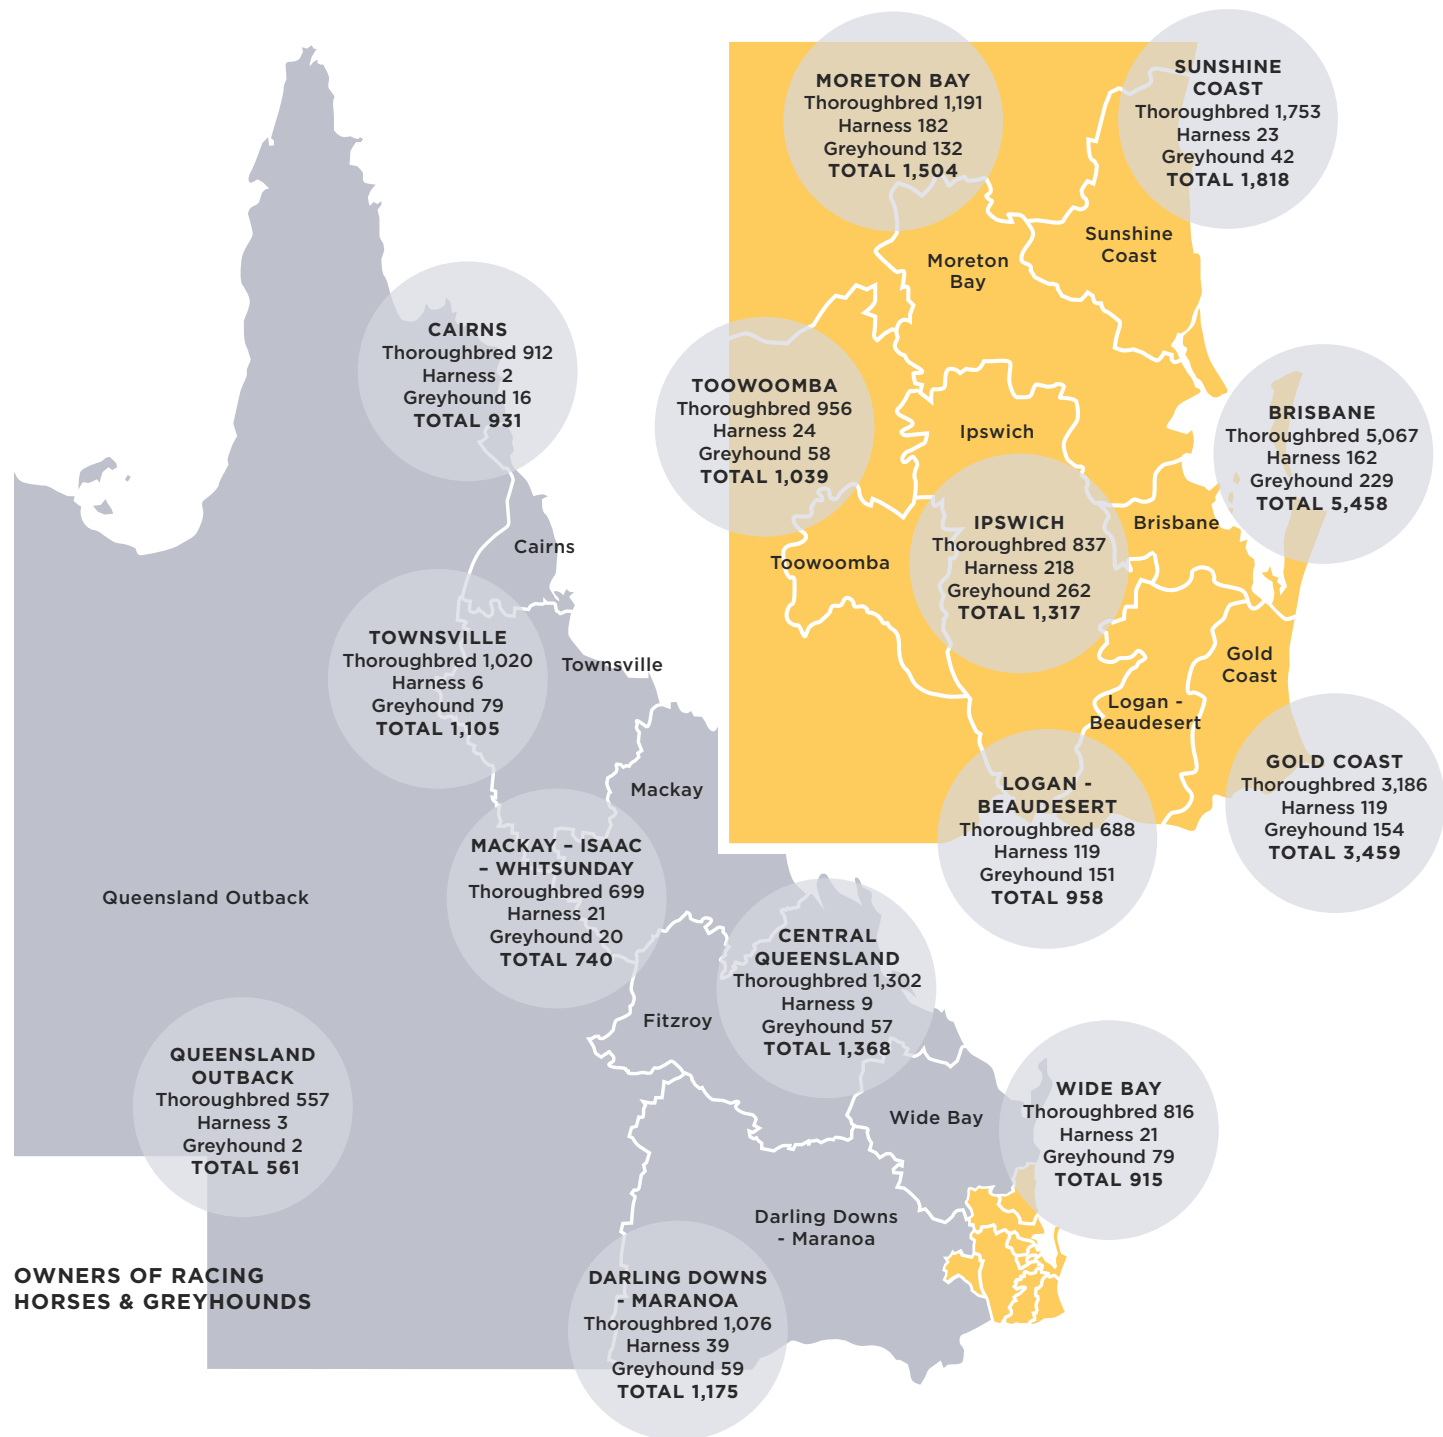 MORETON BAY
Thoroughbred 1,191
Harness 182
Greyhound 132
TOTAL 1,504
SUNSHINE
COAST
Thoroughbred 1,753
Harness 23
Greyhound 42
TOTAL 1,818
Sunshine
Coast
Moreton
Bay
CAIRNS
Thoroughbred 912
Harness 2
Greyhound 16
TOTAL 931
TOOWOOMBA
Thoroughbred 956
Harness 24
Greyhound 58
TOTAL 1,039
Ipswich
BRISBANE
Thoroughbred 5,067
Harness 162
Greyhound 229
TOTAL 5,458
IPSWICH
Thoroughbred 837
Harness 218
Greyhound 262
TOTAL 1,317
Brisbane
Toowoomba
Cairns
TOWNSVILLE
Thoroughbred 1,020
Harness 6
Greyhound 79
TOTAL 1,105
Townsville
Gold
Coast
Logan -
Beaudesert
Mackay
LOGAN -
BEAUDESERT
Thoroughbred 688
Harness 119
Greyhound 151
TOTAL 958
GOLD COAST
Thoroughbred 3,186
Harness 119
Greyhound 154
TOTAL 3,459
MACKAY – ISAAC
– WHITSUNDAY
Thoroughbred 699
Harness 21
Greyhound 20
TOTAL 740
Queensland Outback
CENTRAL
QUEENSLAND
Thoroughbred 1,302
Harness 9
Greyhound 57
TOTAL 1,368
Fitzroy
QUEENSLAND
OUTBACK
Thoroughbred 557
Harness 3
Greyhound 2
TOTAL 561
Wide Bay
WIDE BAY
Thoroughbred 816
Harness 21
Greyhound 79
TOTAL 915
Darling Downs
- Maranoa
OWNERS OF RACING
HORSES & GREYHOUNDS
DARLING DOWNS
- MARANOA
Thoroughbred 1,076
Harness 39
Greyhound 59
TOTAL 1,175